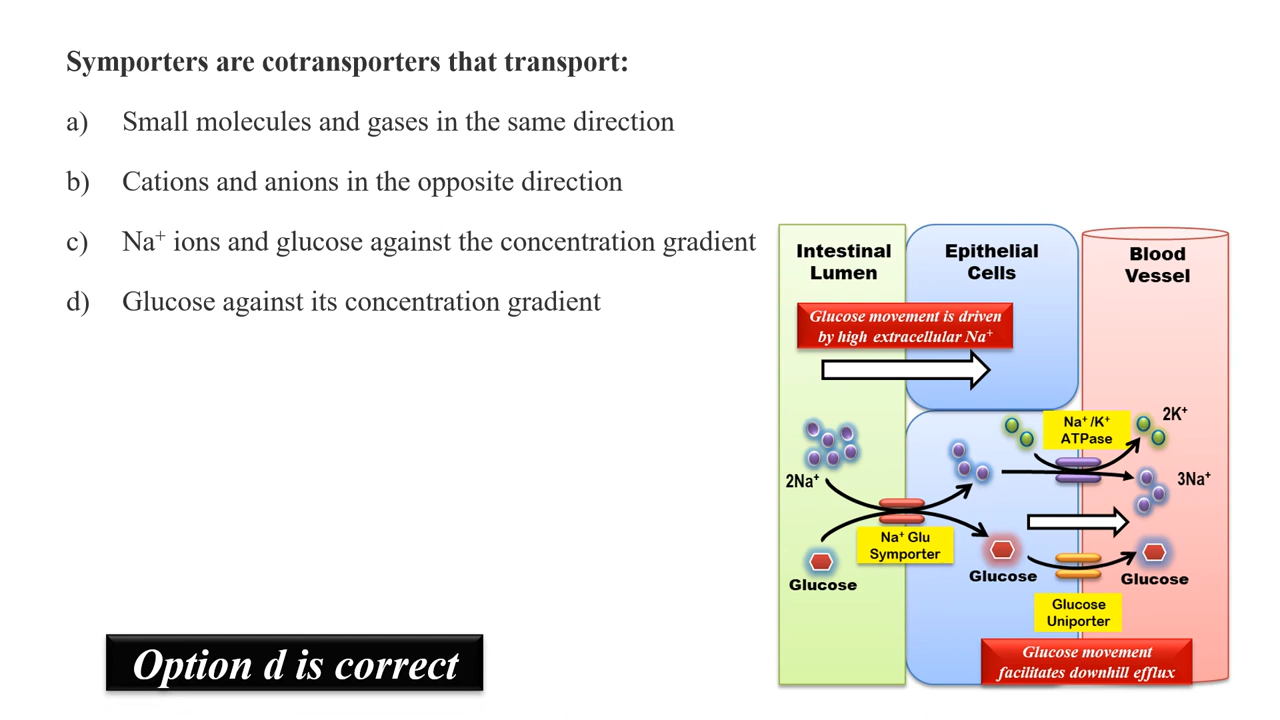 Symporters are cotransporters that transport:
a) Small molecules and gases in the same direction
b) Cations and anions in the opposite direction
c) Na⁺ ions and glucose against the concentration gradient
d) Glucose against its concentration gradient
Intestinal
Lumen
Epithelial
Cells
Blood
Vessel
Glucose movement is driven
by high extracellular Na⁺
Na⁺/K⁺
ATPase
2K⁺
2Na⁺
3Na⁺
Na⁺ Glu
Symporter
Glucose
Glucose
Glucose
Glucose
Uniporter
Glucose movement
facilitates downhill efflux
Option d is correct